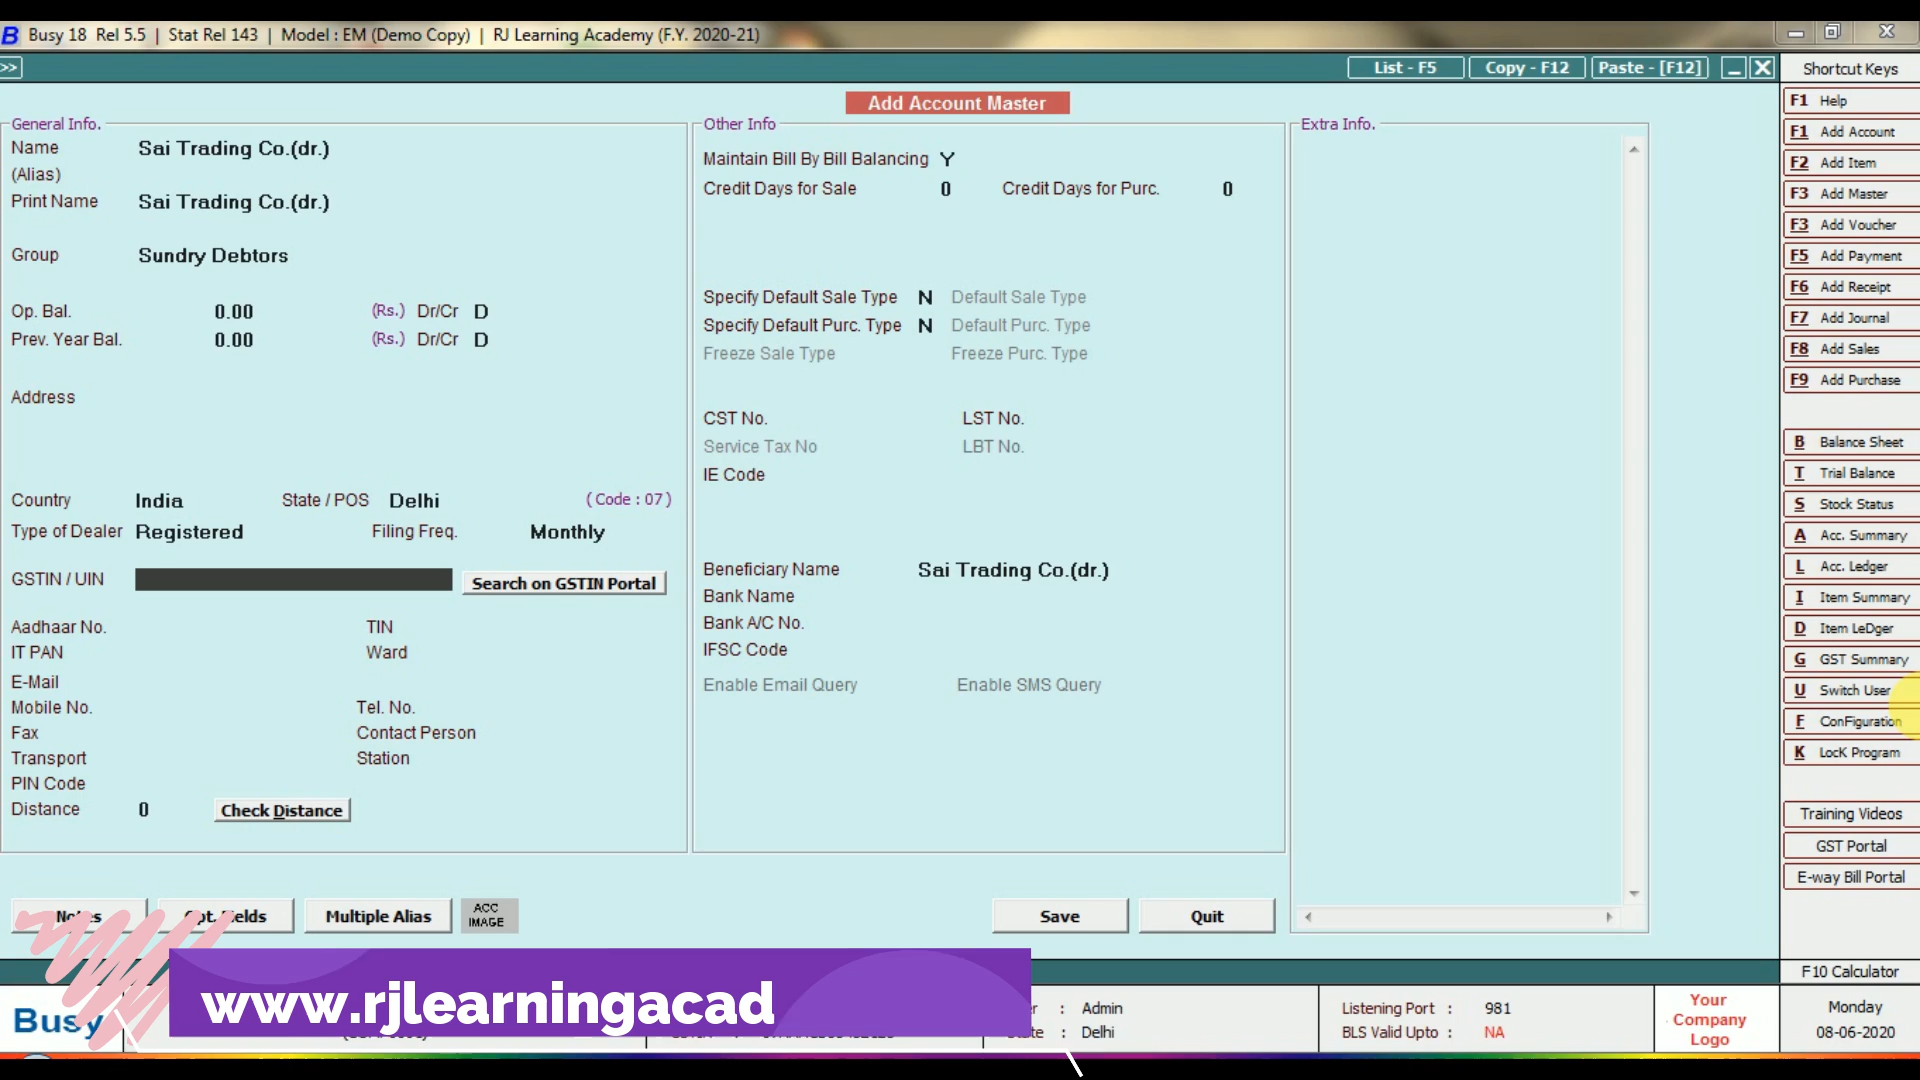 B Busy 18 Rel 5.5 | Stat Rel 143 | Model : EM (Demo Copy) | RJ Learning Academy (F.Y. 2020-21)
>> List - F5 Copy - F12 Paste - [F12] Shortcut Keys
Add Account Master
General Info.
Name Sai Trading Co.(dr.)
(Alias)
Print Name Sai Trading Co.(dr.)
Group Sundry Debtors
Op. Bal. 0.00 (Rs.) Dr/Cr D
Prev. Year Bal. 0.00 (Rs.) Dr/Cr D
Address
Country India State / POS Delhi ( Code : 07 )
Type of Dealer Registered Filing Freq. Monthly
GSTIN / UIN Search on GSTIN Portal
Aadhaar No. TIN
IT PAN Ward
E-Mail
Mobile No. Tel. No.
Fax Contact Person
Transport Station
PIN Code
Distance 0 Check Distance
Other Info
Maintain Bill By Bill Balancing Y
Credit Days for Sale 0 Credit Days for Purc. 0
Specify Default Sale Type N Default Sale Type
Specify Default Purc. Type N Default Purc. Type
Freeze Sale Type Freeze Purc. Type
CST No. LST No.
Service Tax No LBT No.
IE Code
Beneficiary Name Sai Trading Co.(dr.)
Bank Name
Bank A/C No.
IFSC Code
Enable Email Query Enable SMS Query
Extra Info.
F1 Help
F1 Add Account
F2 Add Item
F3 Add Master
F3 Add Voucher
F5 Add Payment
F6 Add Receipt
F7 Add Journal
F8 Add Sales
F9 Add Purchase
B Balance Sheet
T Trial Balance
S Stock Status
A Acc. Summary
L Acc. Ledger
I Item Summary
D Item LeDger
G GST Summary
U Switch User
F ConFiguration
K LocK Program
Training Videos
GST Portal
E-way Bill Portal
Notes Opt. Fields Multiple Alias ACC IMAGE Save Quit
F10 Calculator
www.rjlearningacad
Busy
: Admin
: Delhi
Listening Port : 981
BLS Valid Upto : NA
Your
Company
Logo
Monday
08-06-2020